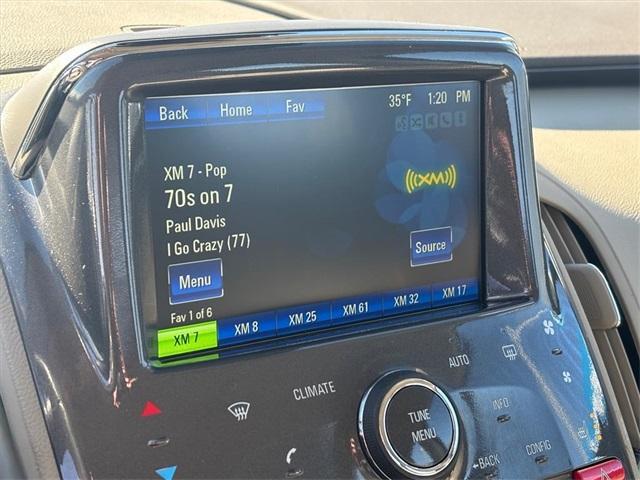 Back Home Fav 35°F 1:20 PM
XM 7 - Pop
((XM))
70s on 7
Paul Davis
I Go Crazy (77)
Source
Menu
Fav 1 of 6
XM 7 XM 8 XM 25 XM 61 XM 32 XM 17
AUTO
CLIMATE
TUNE
MENU
INFO
BACK
CONFIG